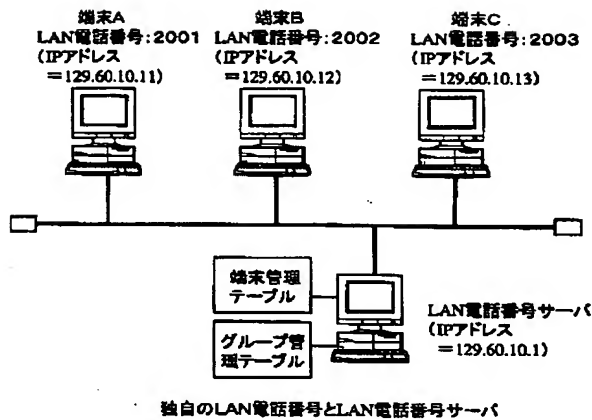 端末A
LAN電話番号:2001
(IPアドレス
=129.60.10.11)
端末B
LAN電話番号:2002
(IPアドレス
=129.60.10.12)
端末C
LAN電話番号:2003
(IPアドレス
=129.60.10.13)
端末管理
テーブル
グループ管
理テーブル
LAN電話番号サーバ
(IPアドレス
=129.60.10.1)
独自のLAN電話番号とLAN電話番号サーバ